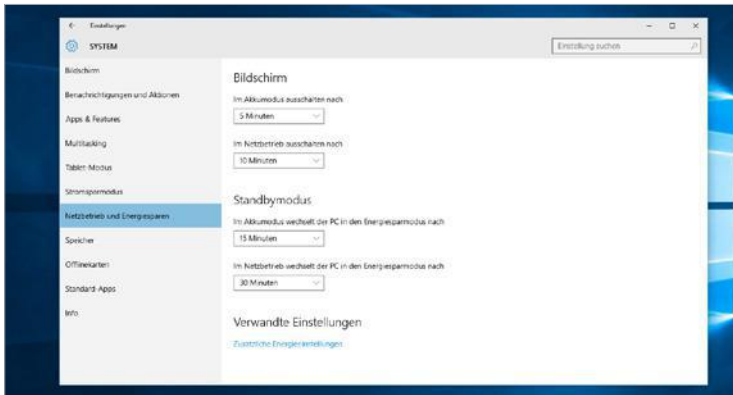 Einstellungen
SYSTEM
Einstellung suchen
Bildschirm
Benachrichtigungen und Aktionen
Apps & Features
Multitasking
Tablet-Modus
Stromsparmodus
Netzbetrieb und Energiesparen
Speicher
Offlinekarten
Standard-Apps
Info
Bildschirm
Im Akkumodus ausschalten nach
5 Minuten
Im Netzbetrieb ausschalten nach
10 Minuten
Standbymodus
Im Akkumodus wechselt der PC in den Energiesparmodus nach
15 Minuten
Im Netzbetrieb wechselt der PC in den Energiesparmodus nach
30 Minuten
Verwandte Einstellungen
Zusätzliche Energieeinstellungen